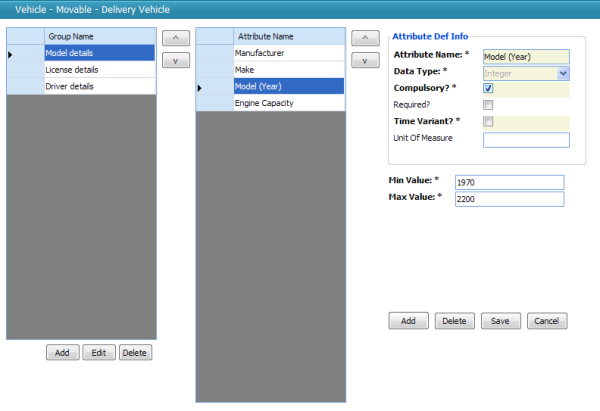 Vehicle - Movable - Delivery Vehicle
Group Name
Model details
License details
Driver details
^
v
Add Edit Delete
Attribute Name
Manufacturer
Make
Model (Year)
Engine Capacity
^
v
Attribute Def Info
Attribute Name: * Model (Year)
Data Type: * Integer
Compulsory? *
Required?
Time Variant? *
Unit Of Measure
Min Value: * 1970
Max Value: * 2200
Add Delete Save Cancel